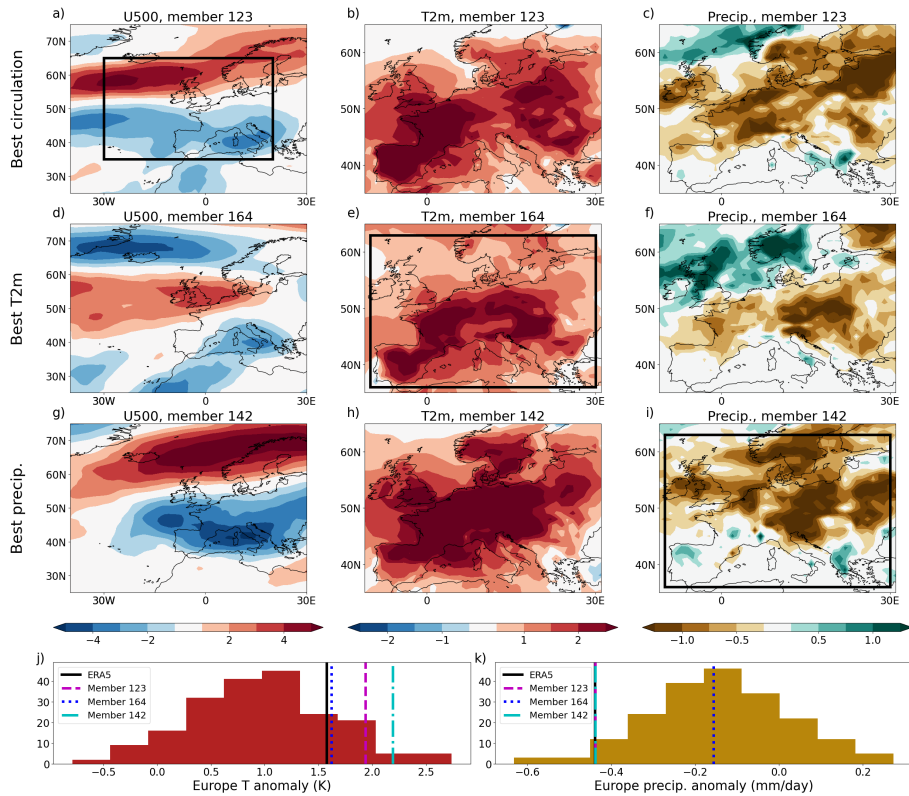 a) U500, member 123
b) T2m, member 123
c) Precip., member 123
Best circulation
70N
60N
50N
40N
30N
30W 0 30E
60N
50N
40N
0 30E
60N
50N
40N
0 30E
d) U500, member 164
e) T2m, member 164
f) Precip., member 164
Best T2m
70N
60N
50N
40N
30N
30W 0 30E
60N
50N
40N
0 30E
60N
50N
40N
0 30E
g) U500, member 142
h) T2m, member 142
i) Precip., member 142
Best precip.
70N
60N
50N
40N
30N
30W 0 30E
60N
50N
40N
0 30E
60N
50N
40N
0 30E
−4 −2 2 4
−2 −1 1 2
−1.0 −0.5 0.5 1.0
j)
ERA5
Member 123
Member 164
Member 142
40
30
20
10
0
−0.5 0.0 0.5 1.0 1.5 2.0 2.5
Europe T anomaly (K)
k)
ERA5
Member 123
Member 164
Member 142
40
30
20
10
0
−0.6 −0.4 −0.2 0.0 0.2
Europe precip. anomaly (mm/day)